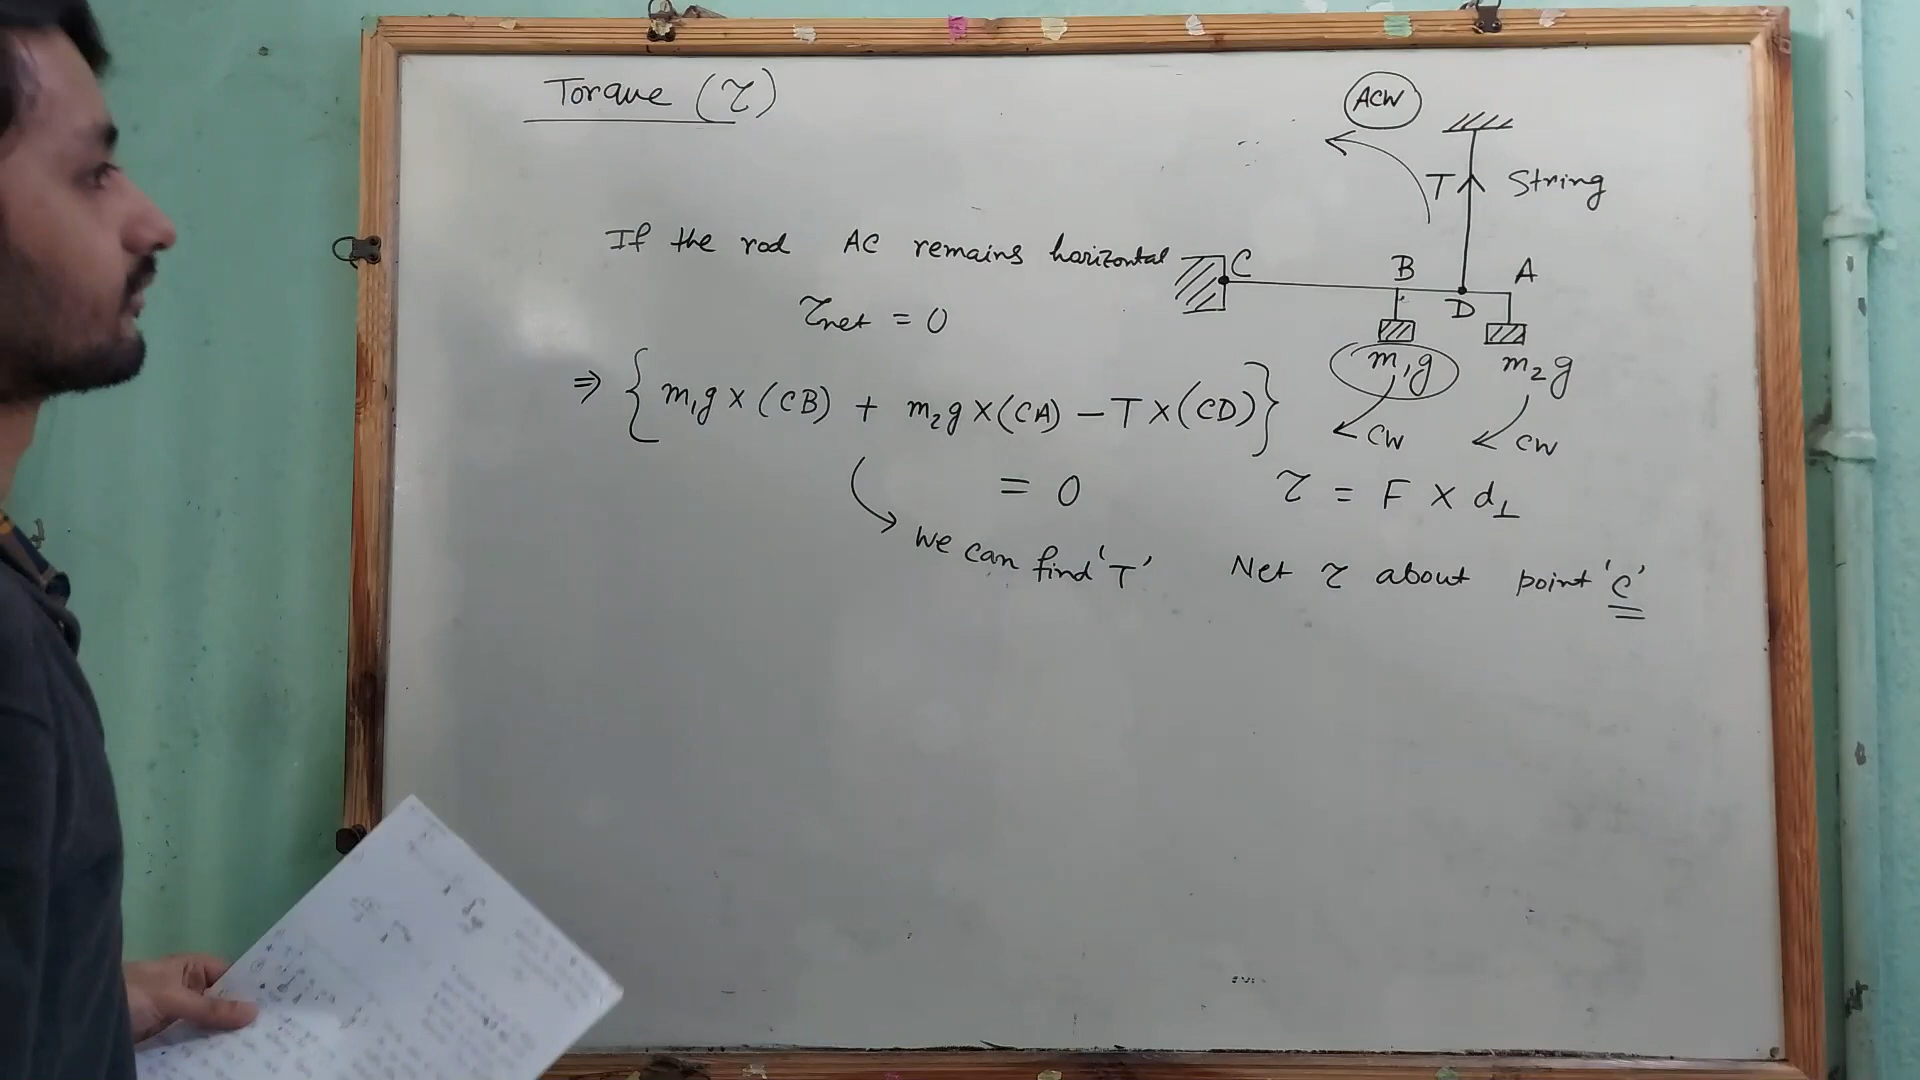 Torque (τ)
ACW
T String
If the rod AC remains horizontal
C B A
D
τnet = 0
m₁g m₂g
⇒ {m₁g × (CB) + m₂g × (CA) − T × (CD)}
CW CW
= 0
τ = F × d⊥
We can find 'T'
Net τ about point 'C'